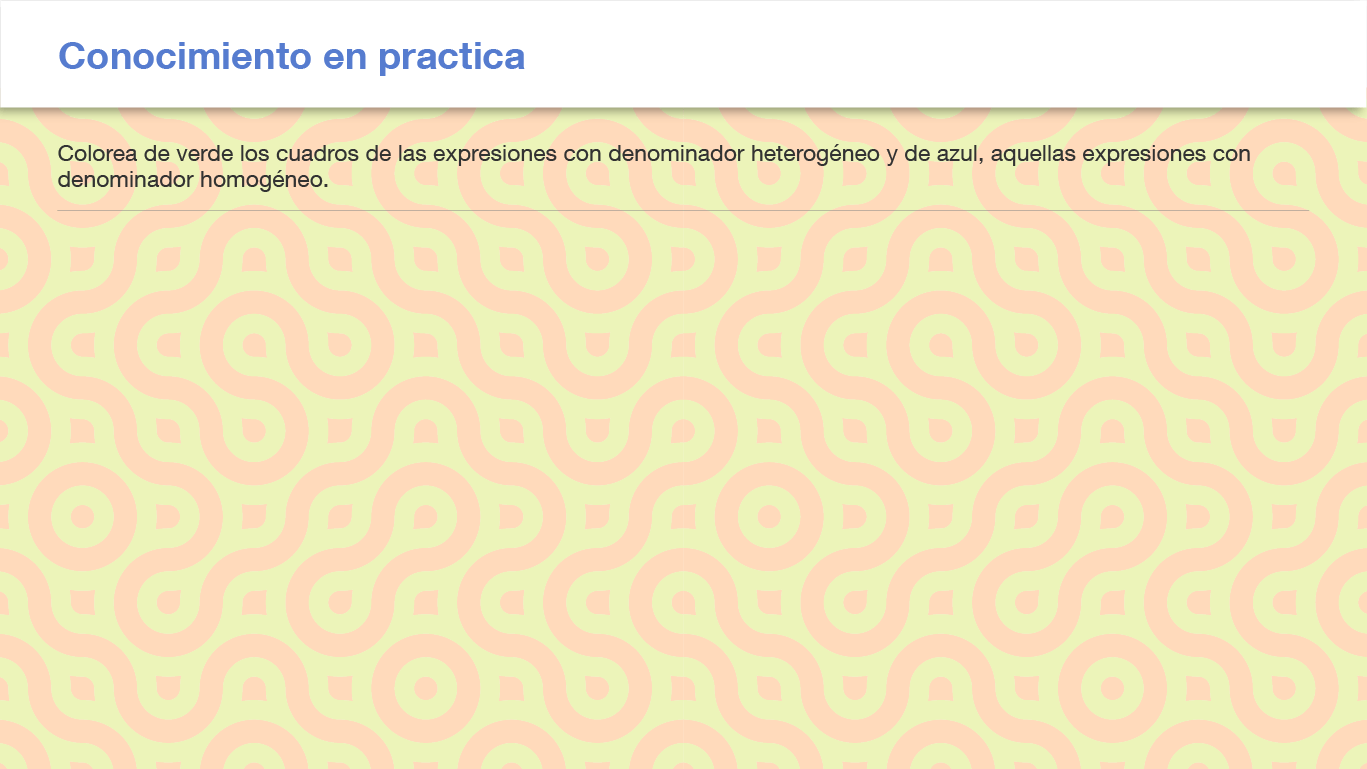 Conocimiento en practica
Colorea de verde los cuadros de las expresiones con denominador heterogéneo y de azul, aquellas expresiones con
denominador homogéneo.